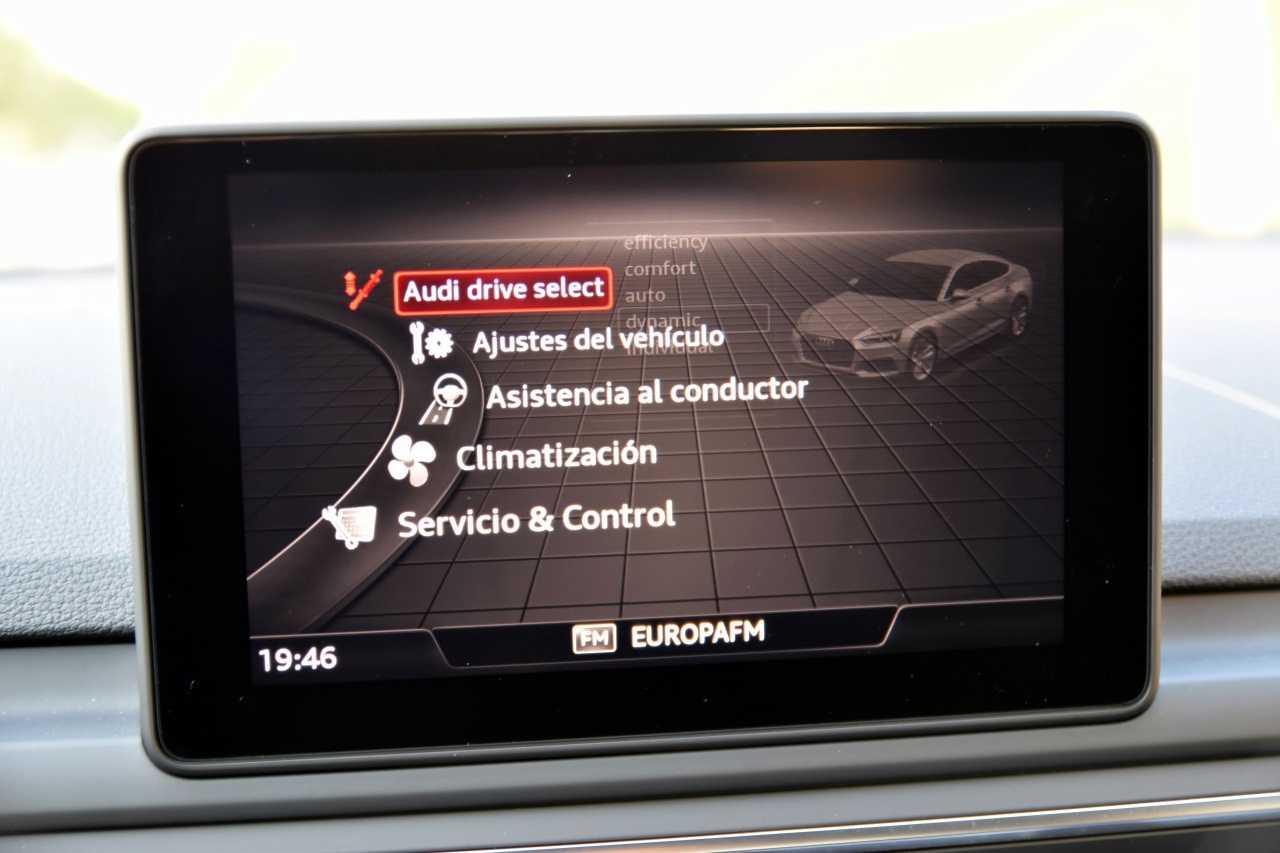 efficiency
comfort
auto
dynamic
individual
Audi drive select
Ajustes del vehículo
Asistencia al conductor
Climatización
Servicio & Control
19:46
FM EUROPAFM